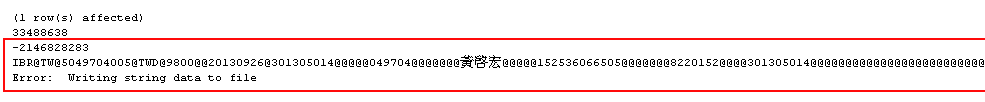 (1 row(s) affected)
33488638
-2146828283
IBR@TW@5049704005@TWD@9800@@20130926@301305014@@@@@049704@@@@@@@黃啓宏@@@@@152536066505@@@@@@@8220152@@@@301305014@@@@@@@@@@@@@@@@@@@@@@@@@
Error:  Writing string data to file